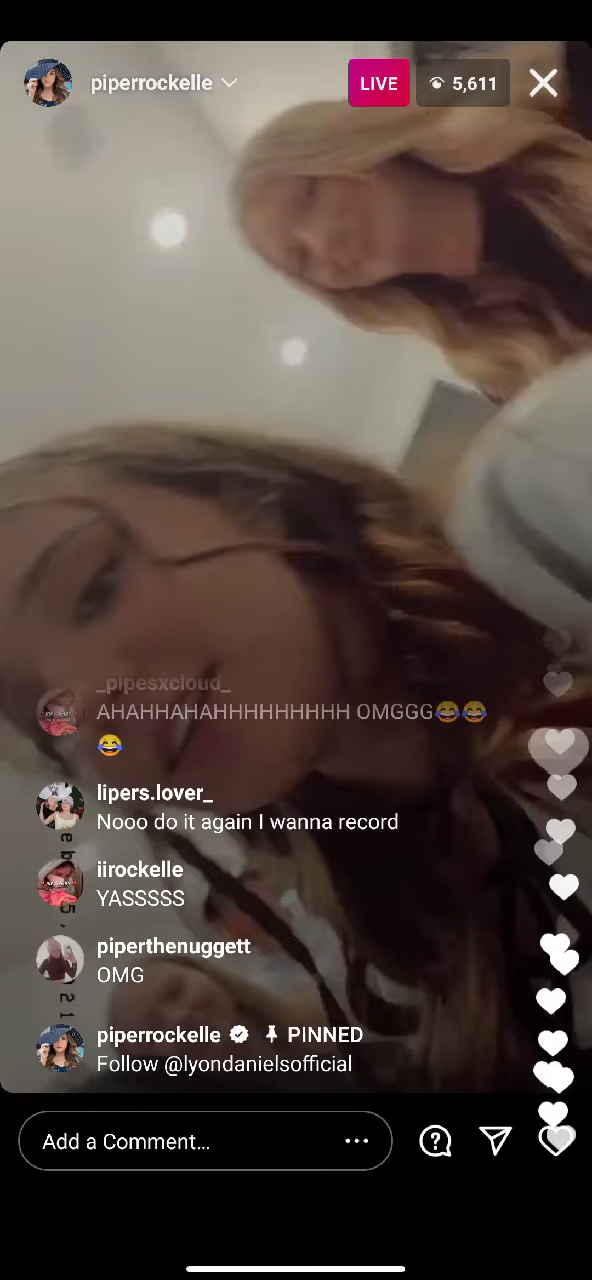 piperrockelle
LIVE
5,611
_pipesxcloud_
AHAHHAHAHHHHHHHHH OMGGG😂😂
😂
lipers.lover_
Nooo do it again I wanna record
iirockelle
YASSSSS
piperthenuggett
OMG
piperrockelle PINNED
Follow @lyondanielsofficial
Add a Comment...